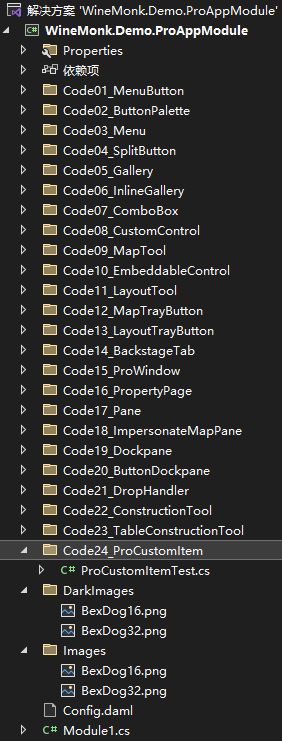 解决方案 'WineMonk.Demo.ProAppModule'
WineMonk.Demo.ProAppModule
Properties
依赖项
Code01_MenuButton
Code02_ButtonPalette
Code03_Menu
Code04_SplitButton
Code05_Gallery
Code06_InlineGallery
Code07_ComboBox
Code08_CustomControl
Code09_MapTool
Code10_EmbeddableControl
Code11_LayoutTool
Code12_MapTrayButton
Code13_LayoutTrayButton
Code14_BackstageTab
Code15_ProWindow
Code16_PropertyPage
Code17_Pane
Code18_ImpersonateMapPane
Code19_Dockpane
Code20_ButtonDockpane
Code21_DropHandler
Code22_ConstructionTool
Code23_TableConstructionTool
Code24_ProCustomItem
C# ProCustomItemTest.cs
DarkImages
BexDog16.png
BexDog32.png
Images
BexDog16.png
BexDog32.png
Config.daml
C# Module1.cs